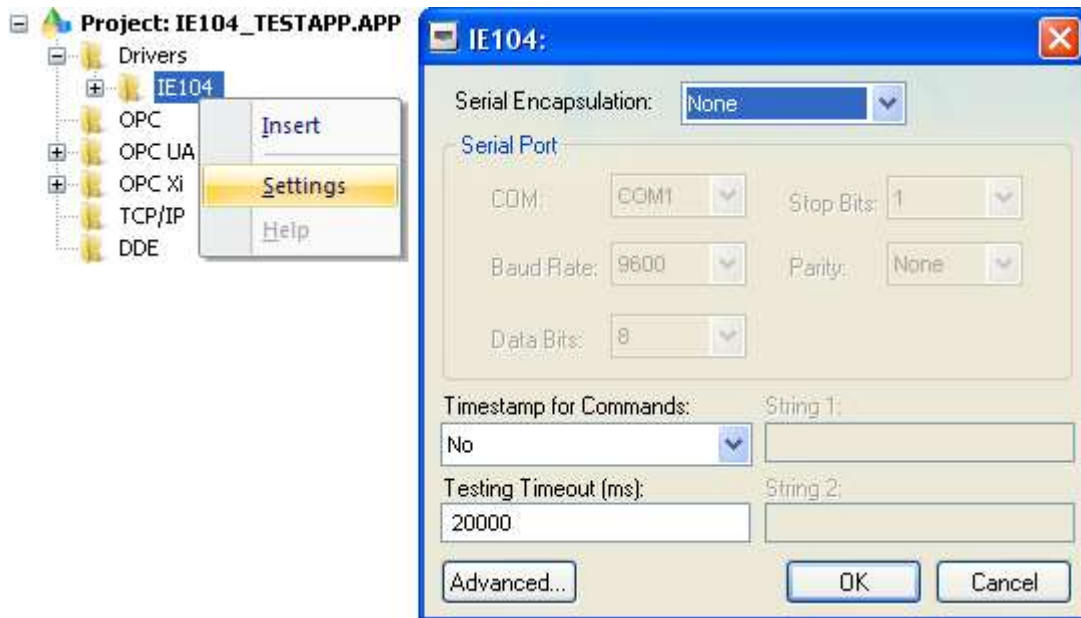 Project: IE104_TESTAPP.APP
Drivers
IE104
OPC
OPC UA
OPC Xi
TCP/IP
DDE
Insert
Settings
Help
IE104:
Serial Encapsulation: None
Serial Port
COM: COM1 Stop Bits: 1
Baud Rate: 9600 Parity: None
Data Bits: 8
Timestamp for Commands: String 1:
No
Testing Timeout (ms): String 2:
20000
Advanced... OK Cancel